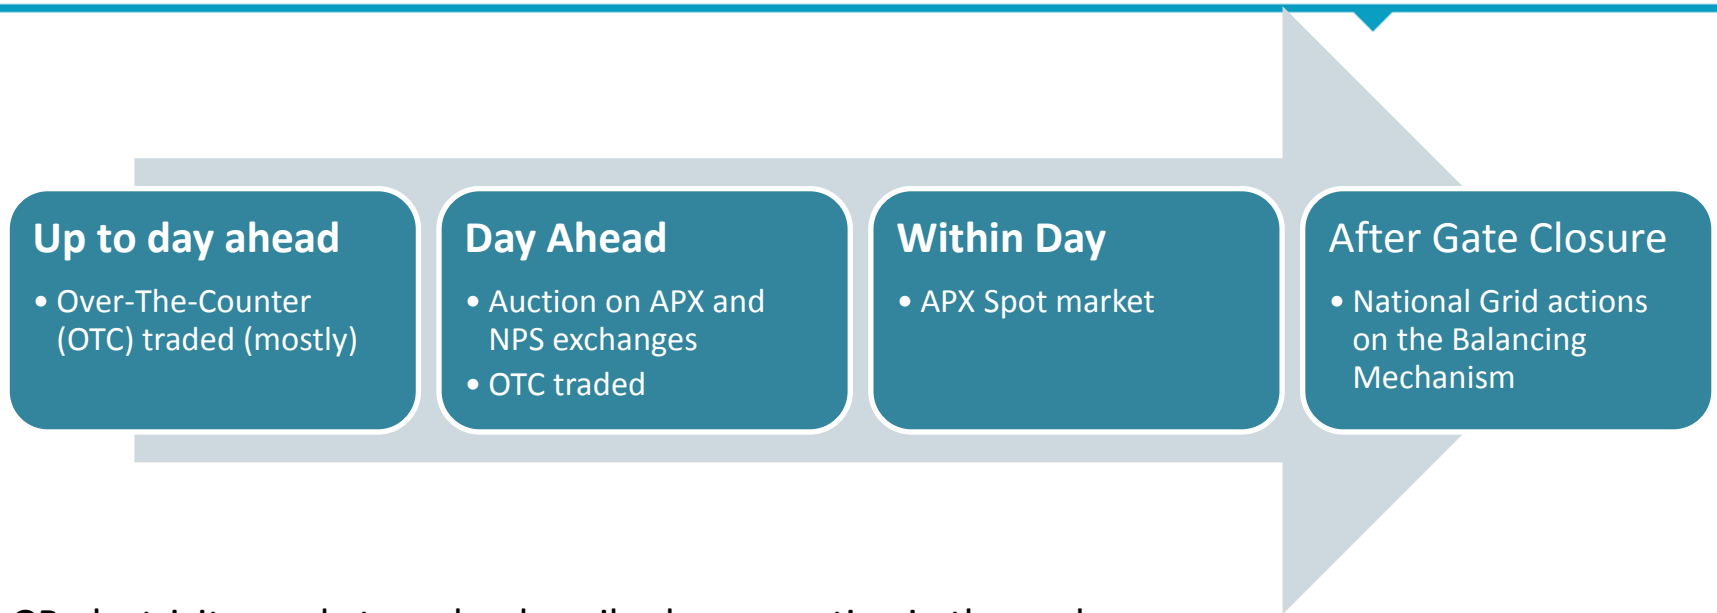 Up to day ahead
• Over-The-Counter
(OTC) traded (mostly)
Day Ahead
• Auction on APX and
NPS exchanges
• OTC traded
Within Day
• APX Spot market
After Gate Closure
• National Grid actions
on the Balancing
Mechanism